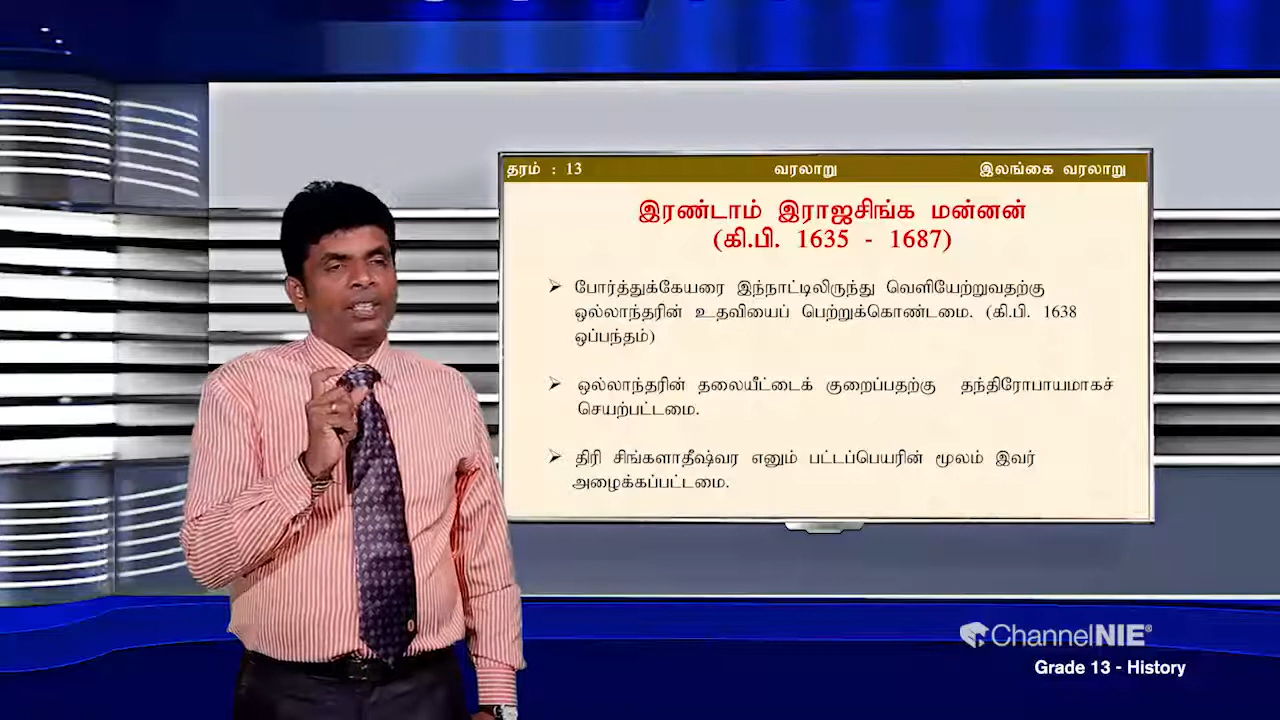 தரம் : 13 வரலாறு இலங்கை வரலாறு
இரண்டாம் இராஜசிங்க மன்னன்
(கி.பி. 1635 - 1687)
➢ போர்த்துக்கேயரை இந்நாட்டிலிருந்து வெளியேற்றுவதற்கு
ஒல்லாந்தரின் உதவியைப் பெற்றுக்கொண்டமை. (கி.பி. 1638
ஒப்பந்தம்)
➢ ஒல்லாந்தரின் தலையீட்டைக் குறைப்பதற்கு தந்திரோபாயமாகச்
செயற்பட்டமை.
➢ திரி சிங்களாதீஷ்வர எனும் பட்டப்பெயரின் மூலம் இவர்
அழைக்கப்பட்டமை.
ChannelNIE®
Grade 13 - History